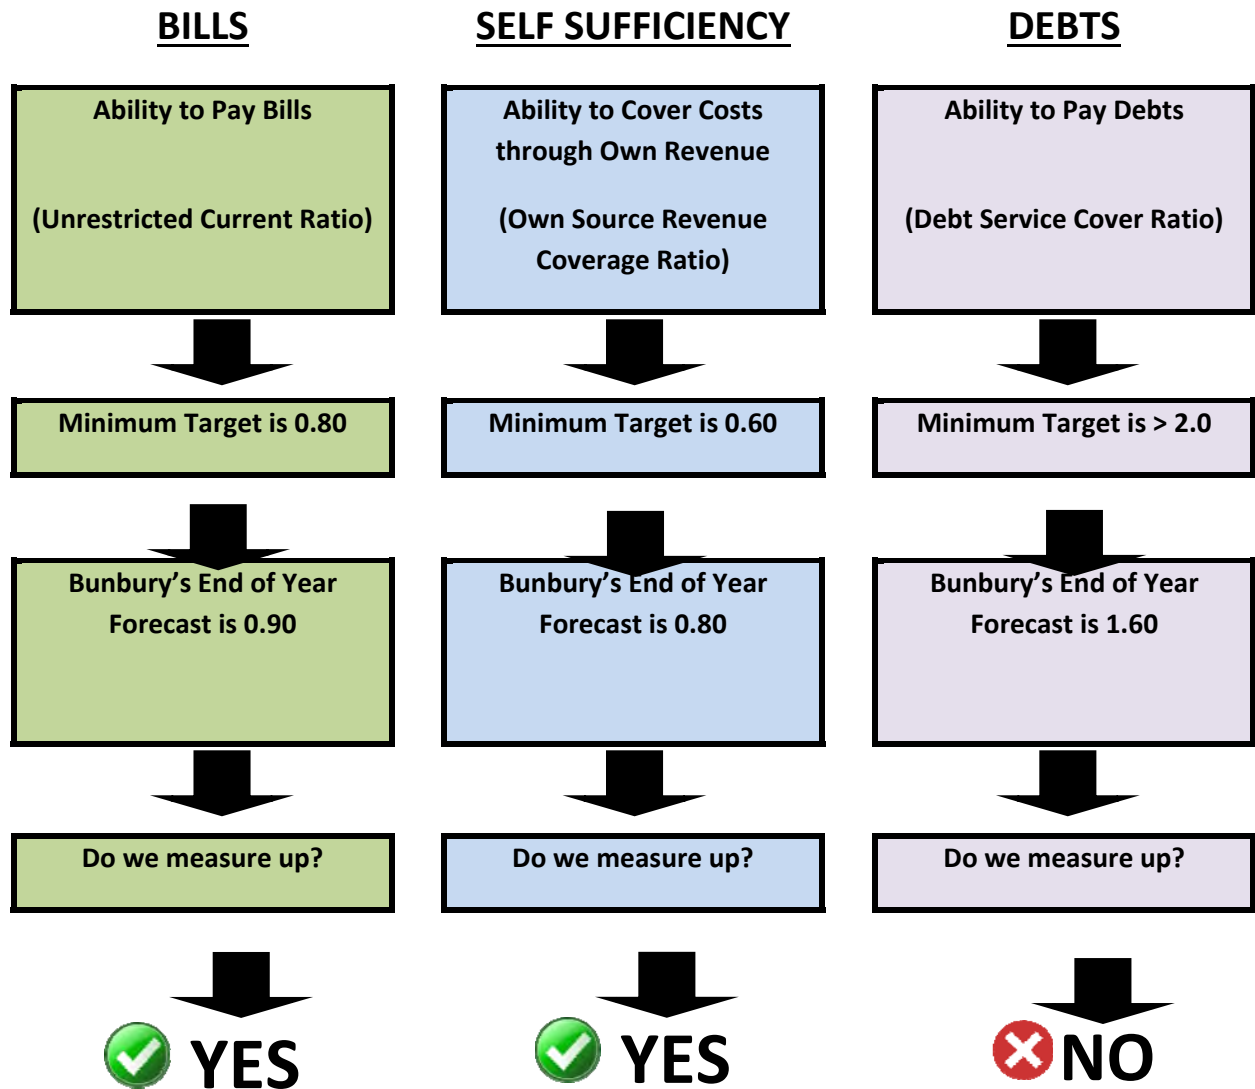 BILLS
Ability to Pay Bills
(Unrestricted Current Ratio)
Minimum Target is 0.80
Bunbury’s End of Year
Forecast is 0.90
Do we measure up?
YES
SELF SUFFICIENCY
Ability to Cover Costs
through Own Revenue
(Own Source Revenue
Coverage Ratio)
Minimum Target is 0.60
Bunbury’s End of Year
Forecast is 0.80
Do we measure up?
YES
DEBTS
Ability to Pay Debts
(Debt Service Cover Ratio)
Minimum Target is > 2.0
Bunbury’s End of Year
Forecast is 1.60
Do we measure up?
NO